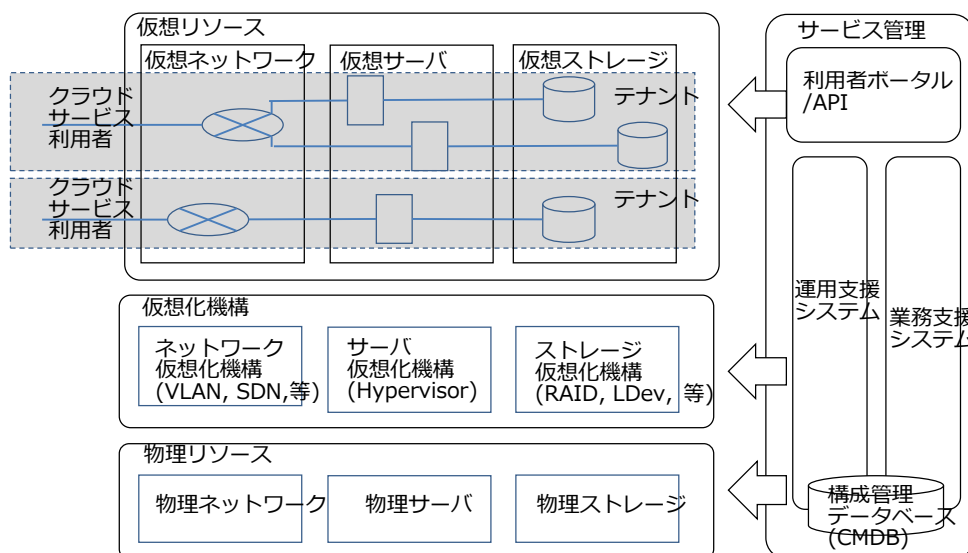 仮想リソース
仮想ネットワーク
仮想サーバ
仮想ストレージ
クラウド
サービス
利用者
テナント
クラウド
サービス
利用者
テナント
仮想化機構
ネットワーク
仮想化機構
(VLAN, SDN,等)
サーバ
仮想化機構
(Hypervisor)
ストレージ
仮想化機構
(RAID, LDev, 等)
物理リソース
物理ネットワーク
物理サーバ
物理ストレージ
サービス管理
利用者ポータル
/API
運用支援
システム
業務支援
システム
構成管理
データベース
(CMDB)